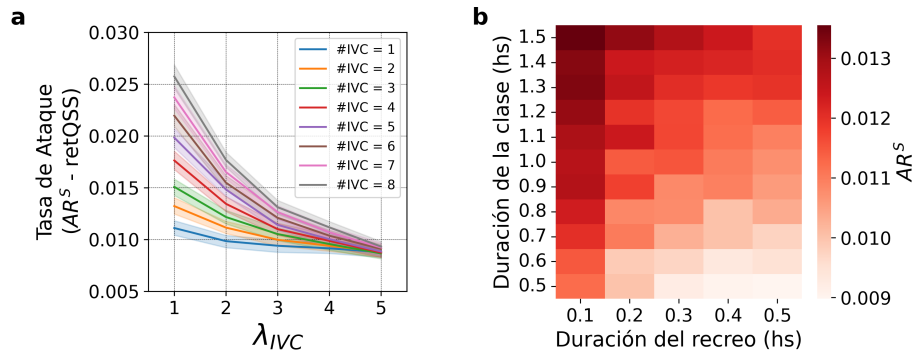 a
Tasa de Ataque
(AR^S - retQSS)
0.030
0.025
0.020
0.015
0.010
0.005
1 2 3 4 5
λ_IVC
#IVC = 1
#IVC = 2
#IVC = 3
#IVC = 4
#IVC = 5
#IVC = 6
#IVC = 7
#IVC = 8
b
Duración de la clase (hs)
1.5
1.4
1.3
1.2
1.1
1.0
0.9
0.8
0.7
0.6
0.5
0.1 0.2 0.3 0.4 0.5
Duración del recreo (hs)
0.013
0.012
0.011
0.010
0.009
AR^S